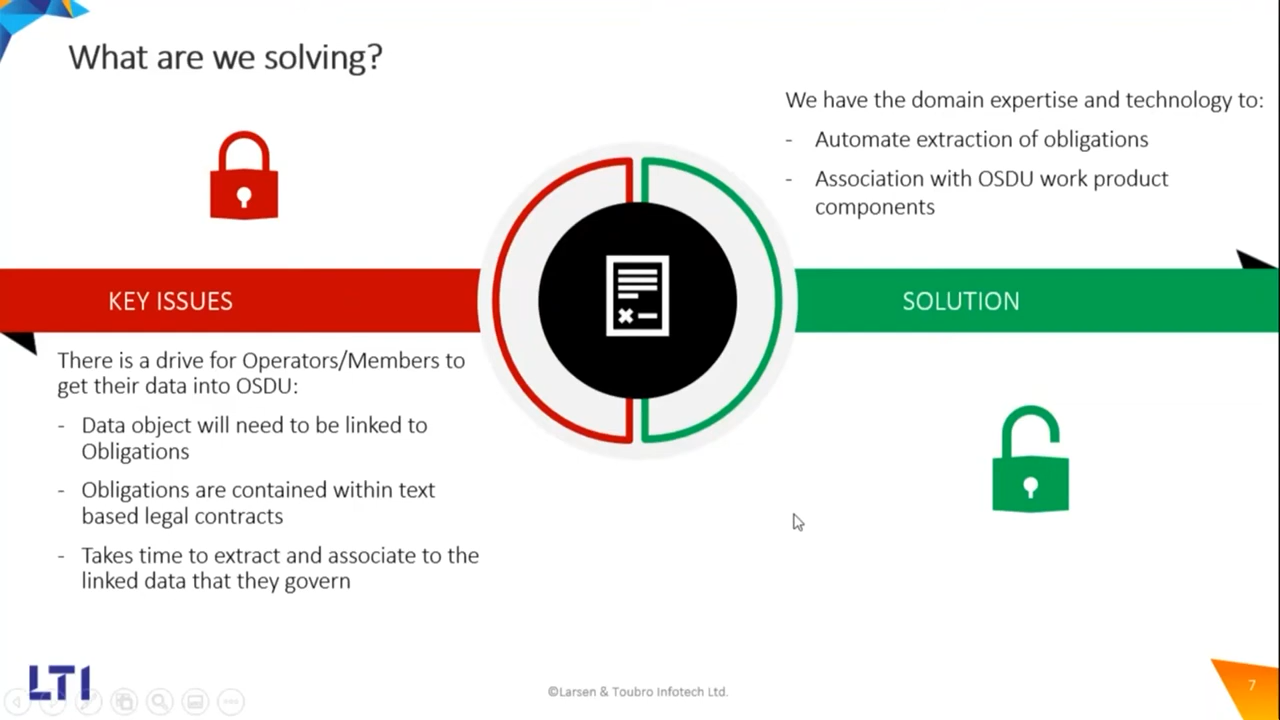 What are we solving?
We have the domain expertise and technology to:
- Automate extraction of obligations
- Association with OSDU work product
components
KEY ISSUES
SOLUTION
There is a drive for Operators/Members to
get their data into OSDU:
- Data object will need to be linked to
Obligations
- Obligations are contained within text
based legal contracts
- Takes time to extract and associate to the
linked data that they govern
LTI
©Larsen & Toubro Infotech Ltd.
7